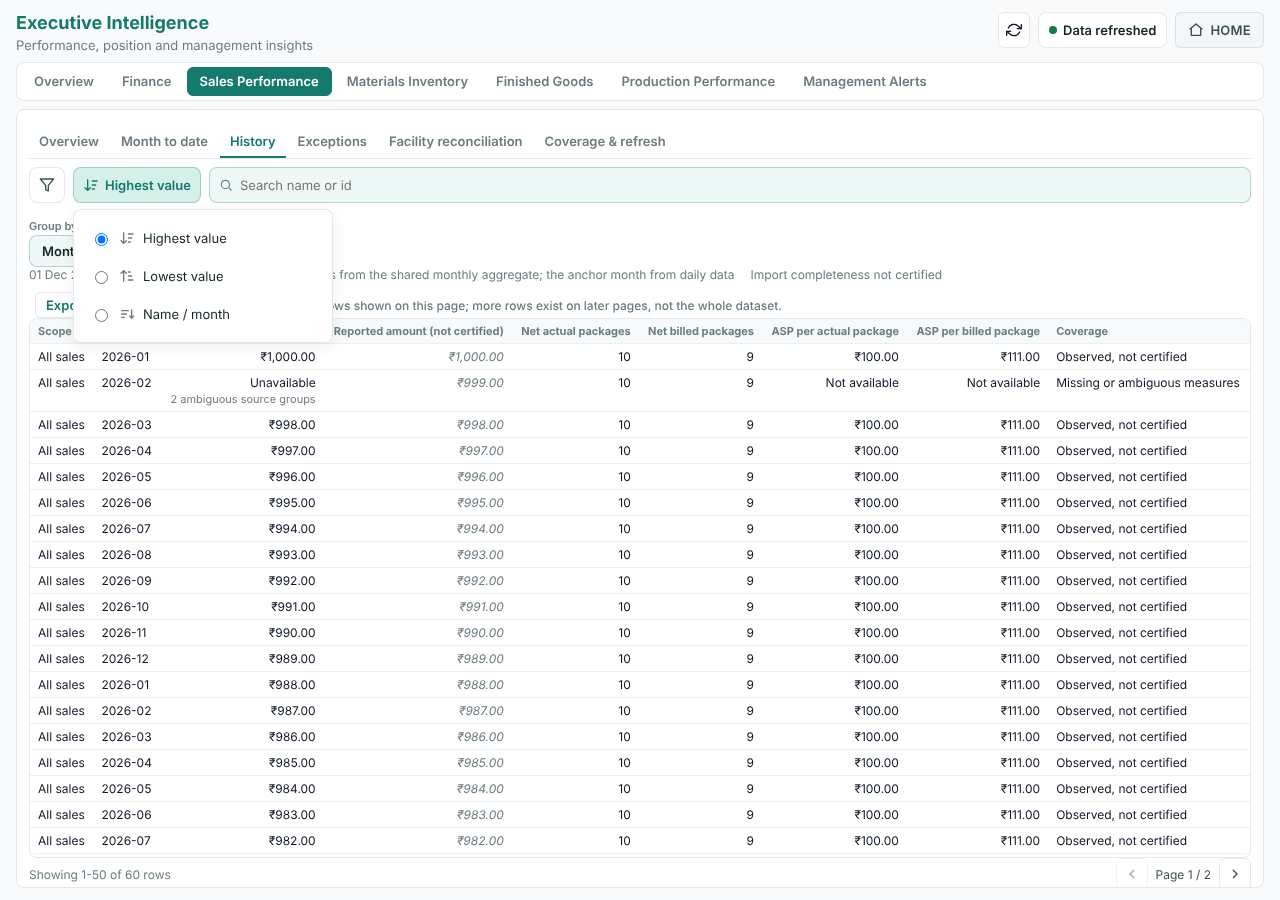 Executive Intelligence
Performance, position and management insights
Data refreshed
HOME
Overview Finance Sales Performance Materials Inventory Finished Goods Production Performance Management Alerts
Overview Month to date History Exceptions Facility reconciliation Coverage & refresh
Highest value
Search name or id
Group by
Highest value
Lowest value
Name / month
01 Dec from the shared monthly aggregate; the anchor month from daily data Import completeness not certified
shown on this page; more rows exist on later pages, not the whole dataset.
Scope Reported amount (not certified) Net actual packages Net billed packages ASP per actual package ASP per billed package Coverage
All sales 2026-01 ₹1,000.00 ₹1,000.00 10 9 ₹100.00 ₹111.00 Observed, not certified
All sales 2026-02 Unavailable ₹999.00 10 9 Not available Not available Missing or ambiguous measures
2 ambiguous source groups
All sales 2026-03 ₹998.00 ₹998.00 10 9 ₹100.00 ₹111.00 Observed, not certified
All sales 2026-04 ₹997.00 ₹997.00 10 9 ₹100.00 ₹111.00 Observed, not certified
All sales 2026-05 ₹996.00 ₹996.00 10 9 ₹100.00 ₹111.00 Observed, not certified
All sales 2026-06 ₹995.00 ₹995.00 10 9 ₹100.00 ₹111.00 Observed, not certified
All sales 2026-07 ₹994.00 ₹994.00 10 9 ₹100.00 ₹111.00 Observed, not certified
All sales 2026-08 ₹993.00 ₹993.00 10 9 ₹100.00 ₹111.00 Observed, not certified
All sales 2026-09 ₹992.00 ₹992.00 10 9 ₹100.00 ₹111.00 Observed, not certified
All sales 2026-10 ₹991.00 ₹991.00 10 9 ₹100.00 ₹111.00 Observed, not certified
All sales 2026-11 ₹990.00 ₹990.00 10 9 ₹100.00 ₹111.00 Observed, not certified
All sales 2026-12 ₹989.00 ₹989.00 10 9 ₹100.00 ₹111.00 Observed, not certified
All sales 2026-01 ₹988.00 ₹988.00 10 9 ₹100.00 ₹111.00 Observed, not certified
All sales 2026-02 ₹987.00 ₹987.00 10 9 ₹100.00 ₹111.00 Observed, not certified
All sales 2026-03 ₹986.00 ₹986.00 10 9 ₹100.00 ₹111.00 Observed, not certified
All sales 2026-04 ₹985.00 ₹985.00 10 9 ₹100.00 ₹111.00 Observed, not certified
All sales 2026-05 ₹984.00 ₹984.00 10 9 ₹100.00 ₹111.00 Observed, not certified
All sales 2026-06 ₹983.00 ₹983.00 10 9 ₹100.00 ₹111.00 Observed, not certified
All sales 2026-07 ₹982.00 ₹982.00 10 9 ₹100.00 ₹111.00 Observed, not certified
Showing 1-50 of 60 rows
Page 1 / 2